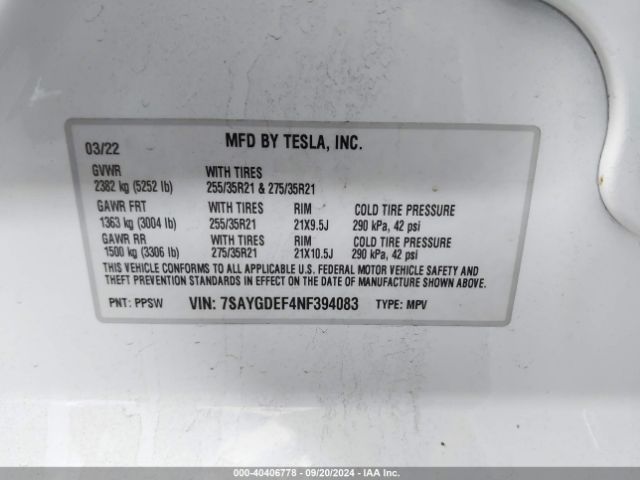 MFD BY TESLA, INC.
03/22
GVWR WITH TIRES
2382 kg (5252 lb) 255/35R21 & 275/35R21
GAWR FRT WITH TIRES RIM COLD TIRE PRESSURE
1363 kg (3004 lb) 255/35R21 21X9.5J 290 kPa, 42 psi
GAWR RR WITH TIRES RIM COLD TIRE PRESSURE
1500 kg (3306 lb) 275/35R21 21X10.5J 290 kPa, 42 psi
THIS VEHICLE CONFORMS TO ALL APPLICABLE U.S. FEDERAL MOTOR VEHICLE SAFETY AND
THEFT PREVENTION STANDARDS IN EFFECT ON THE DATE OF MANUFACTURE SHOWN ABOVE.
PNT: PPSW VIN: 7SAYGDEF4NF394083 TYPE: MPV
000-40406778 - 09/20/2024 - IAA Inc.